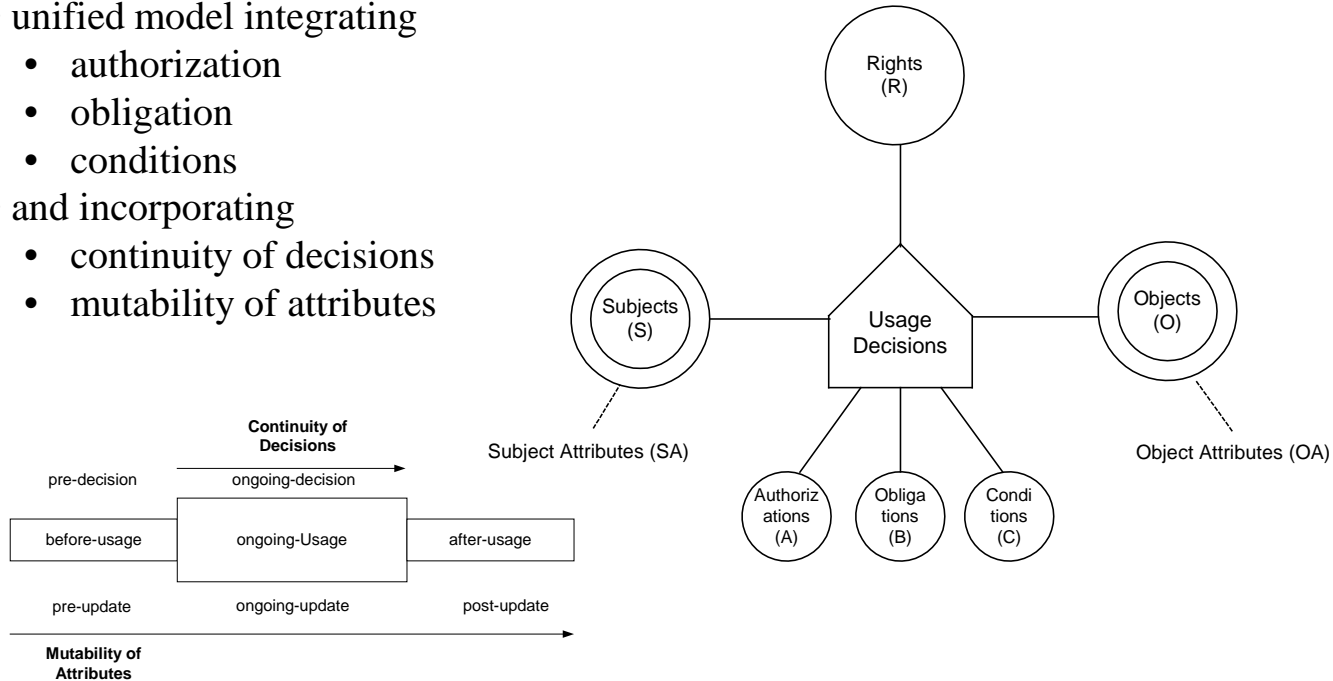 unified model integrating
• authorization
• obligation
• conditions
and incorporating
• continuity of decisions
• mutability of attributes
Rights
(R)
Subjects
(S)
Usage
Decisions
Objects
(O)
Subject Attributes (SA)
Object Attributes (OA)
Authoriz
ations
(A)
Obliga
tions
(B)
Condi
tions
(C)
Continuity of
Decisions
pre-decision
ongoing-decision
before-usage
ongoing-Usage
after-usage
pre-update
ongoing-update
post-update
Mutability of
Attributes